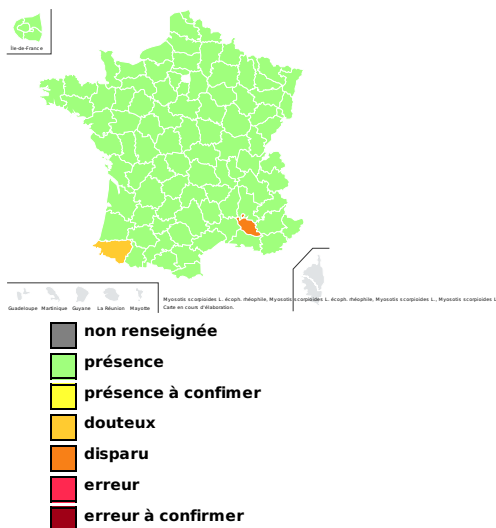 Île-de-France
Guadeloupe Martinique Guyane La Réunion Mayotte
Myosotis scorpioides L. écoph. rhéophile, Myosotis scorpioides L. écoph. rhéophile, Myosotis scorpioides L., Myosotis scorpioides L
Carte en cours d'élaboration.
non renseignée
présence
présence à confimer
douteux
disparu
erreur
erreur à confirmer